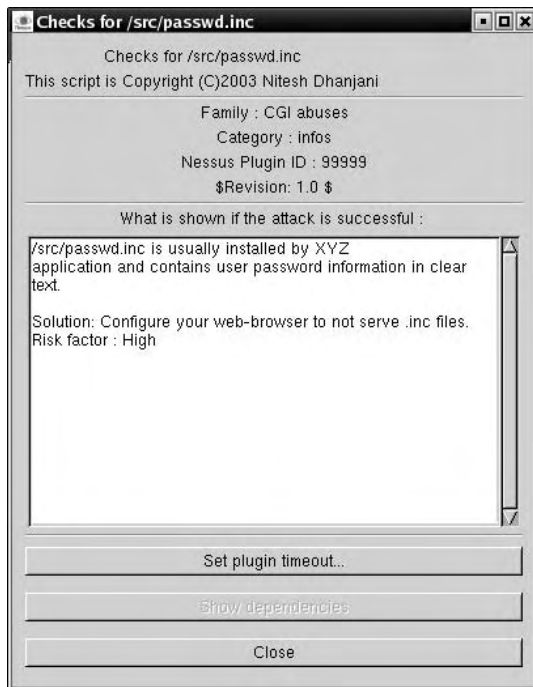 Checks for /src/passwd.inc
Checks for /src/passwd.inc
This script is Copyright (C)2003 Nitesh Dhanjani
Family : CGI abuses
Category : infos
Nessus Plugin ID : 99999
$Revision: 1.0 $
What is shown if the attack is successful :
/src/passwd.inc is usually installed by XYZ
application and contains user password information in clear
text.
Solution: Configure your web-browser to not serve .inc files.
Risk factor : High
Set plugin timeout...
Show dependencies
Close